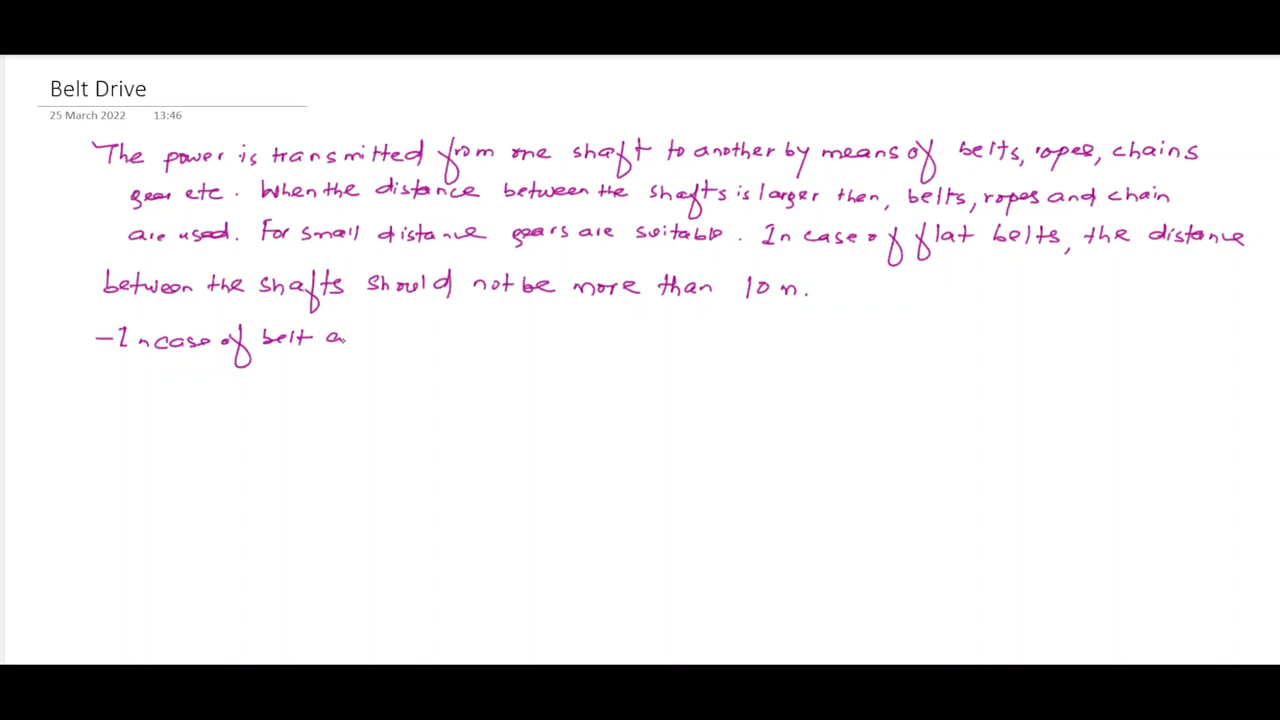 Belt Drive
25 March 2022 13:46
The power is transmitted from one shaft to another by means of belts, ropes, chains
gear etc. When the distance between the shafts is larger then, belts, ropes and chain
are used. For small distance gears are suitable. In case of flat belts, the distance
between the shafts should not be more than 10 m.
- In case of belt a